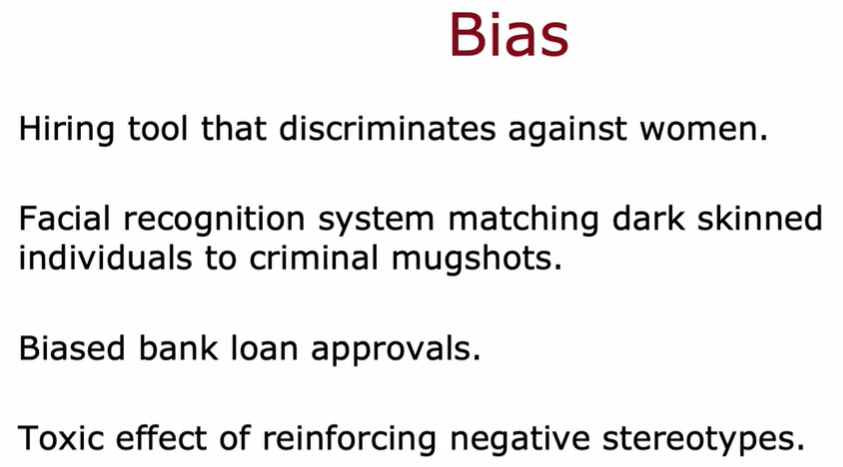 Bias
Hiring tool that discriminates against women.
Facial recognition system matching dark skinned
individuals to criminal mugshots.
Biased bank loan approvals.
Toxic effect of reinforcing negative stereotypes.